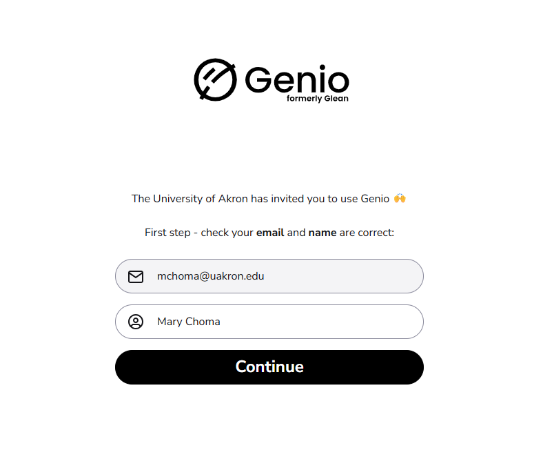 Genio
formerly Glean
The University of Akron has invited you to use Genio 🙌
First step - check your email and name are correct:
mchoma@uakron.edu
Mary Choma
Continue